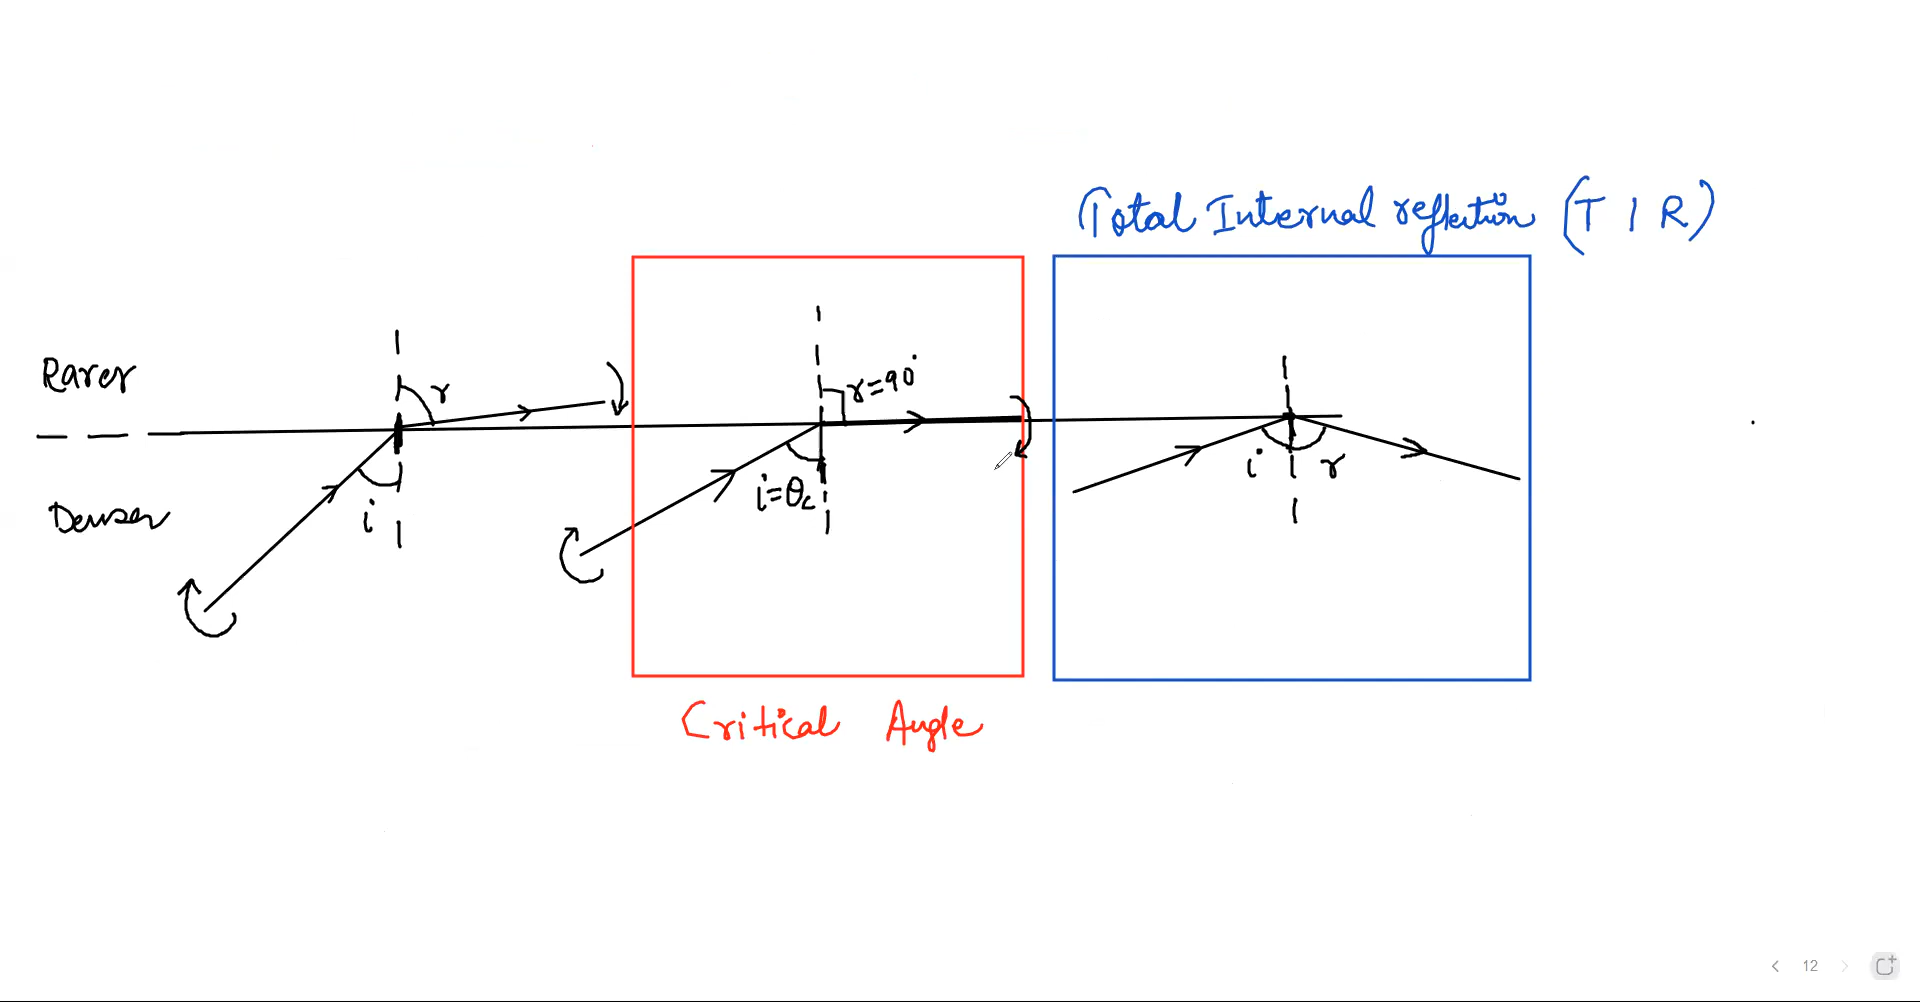 Total Internal reflection (T I R)
Rarer
r
r=90°
i=θc
i
r
Denser
i
Critical Angle
12